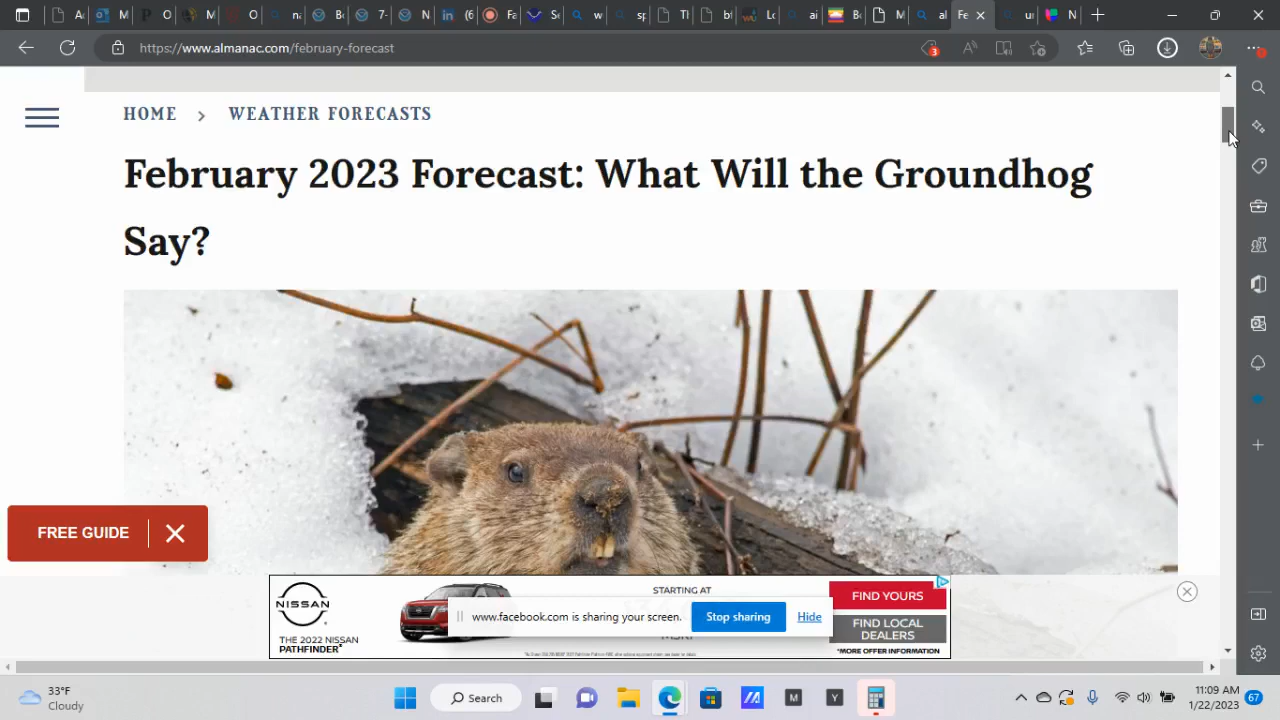 https://www.almanac.com/february-forecast
3
HOME > WEATHER FORECASTS
February 2023 Forecast: What Will the Groundhog
Say?
FREE GUIDE
NISSAN
THE 2022 NISSAN
PATHFINDER
STARTING AT
www.facebook.com is sharing your screen.
Stop sharing
Hide
FIND YOURS
FIND LOCAL
DEALERS
*MORE OFFER INFORMATION
33°F
Cloudy
Search
M
Y
11:09 AM
1/22/2023
67